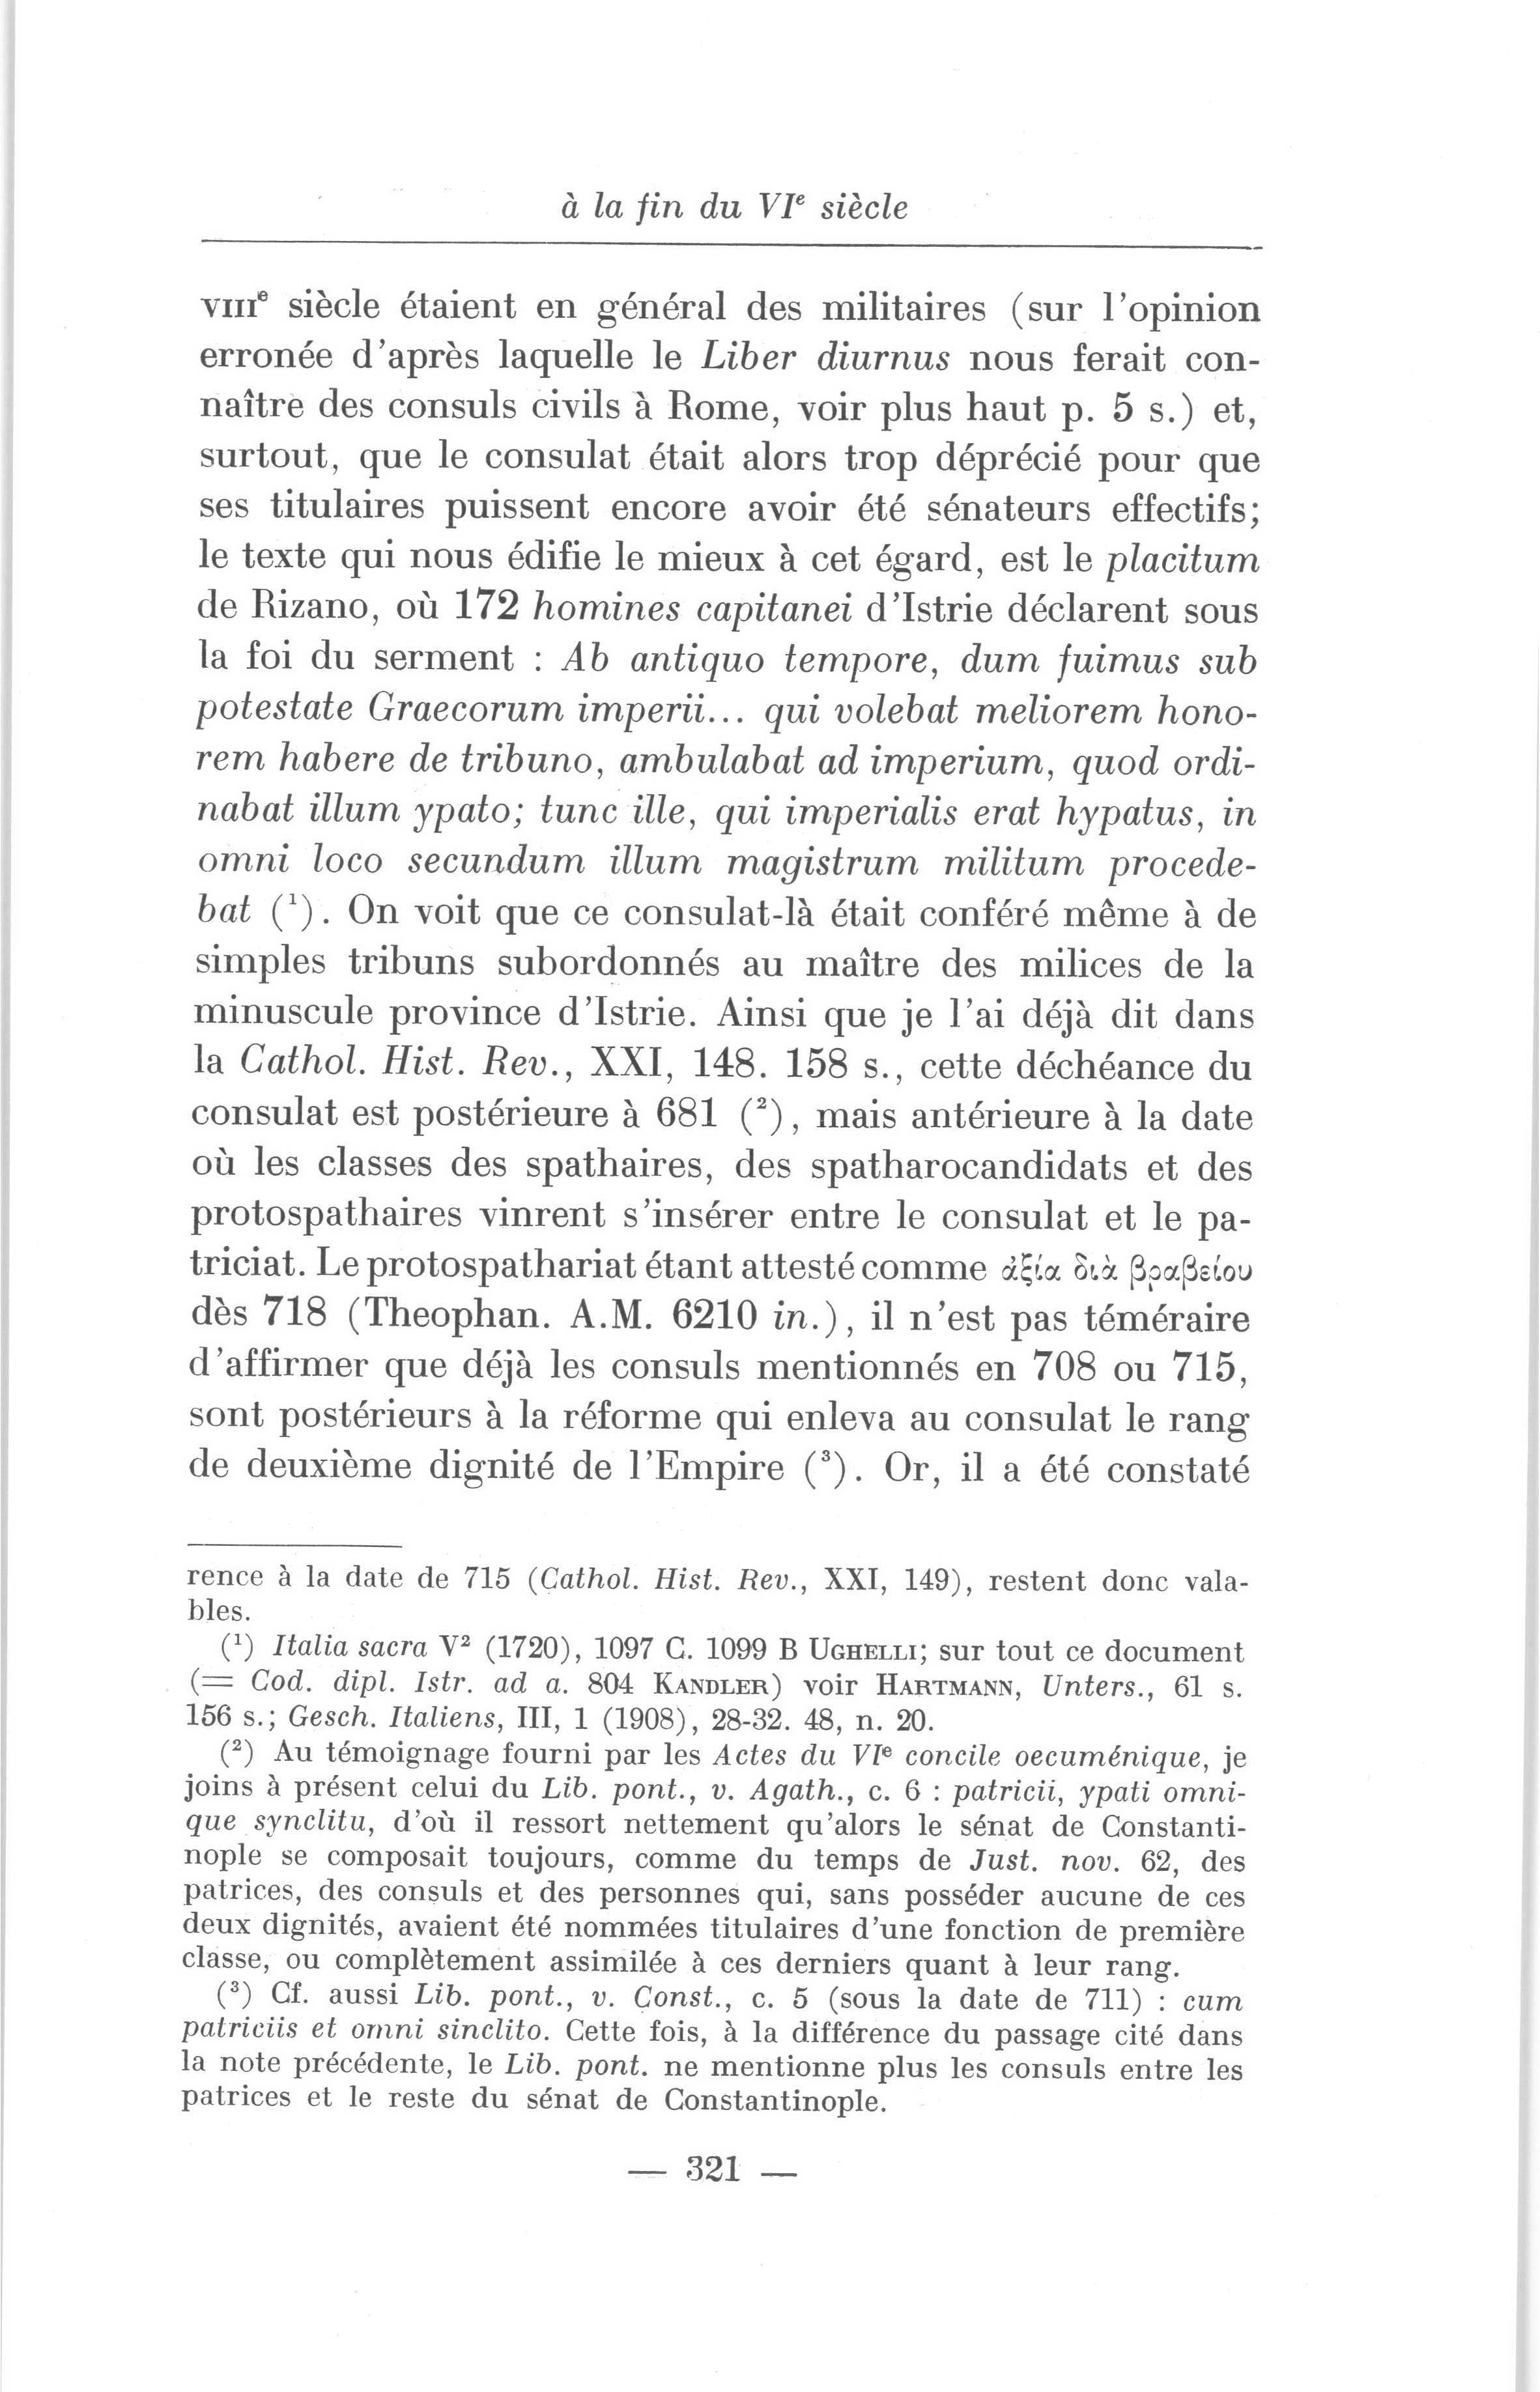 à la fin du VIe siècle
VIIIe siècle étaient en général des militaires (sur l'opinion
erronée d'après laquelle le Liber diurnus nous ferait con-
naître des consuls civils à Rome, voir plus haut p. 5 s.) et,
surtout, que le consulat était alors trop déprécié pour que
ses titulaires puissent encore avoir été sénateurs effectifs;
le texte qui nous édifie le mieux à cet égard, est le placitum
de Rizano, où 172 homines capitanei d'Istrie déclarent sous
la foi du serment : Ab antiquo tempore, dum fuimus sub
potestate Graecorum imperii... qui volebat meliorem hono-
rem habere de tribuno, ambulabat ad imperium, quod ordi-
nabat illum ypato; tunc ille, qui imperialis erat hypatus, in
omni loco secundum illum magistrum militum procede-
bat (¹). On voit que ce consulat-là était conféré même à de
simples tribuns subordonnés au maître des milices de la
minuscule province d'Istrie. Ainsi que je l'ai déjà dit dans
la Cathol. Hist. Rev., XXI, 148. 158 s., cette déchéance du
consulat est postérieure à 681 (²), mais antérieure à la date
où les classes des spathaires, des spatharocandidats et des
protospathaires vinrent s'insérer entre le consulat et le pa-
triciat. Le protospathariat étant attesté comme ἀξία διὰ βραβείου
dès 718 (Theophan. A.M. 6210 in.), il n'est pas téméraire
d'affirmer que déjà les consuls mentionnés en 708 ou 715,
sont postérieurs à la réforme qui enleva au consulat le rang
de deuxième dignité de l'Empire (³). Or, il a été constaté
rence à la date de 715 (Cathol. Hist. Rev., XXI, 149), restent donc vala-
bles.
(¹) Italia sacra V² (1720), 1097 C. 1099 B UGHELLI; sur tout ce document
(= Cod. dipl. Istr. ad a. 804 KANDLER) voir HARTMANN, Unters., 61 s.
156 s.; Gesch. Italiens, III, 1 (1908), 28-32. 48, n. 20.
(²) Au témoignage fourni par les Actes du VIe concile oecuménique, je
joins à présent celui du Lib. pont., v. Agath., c. 6 : patricii, ypati omni-
que synclitu, d'où il ressort nettement qu'alors le sénat de Constanti-
nople se composait toujours, comme du temps de Just. nov. 62, des
patrices, des consuls et des personnes qui, sans posséder aucune de ces
deux dignités, avaient été nommées titulaires d'une fonction de première
classe, ou complètement assimilée à ces derniers quant à leur rang.
(³) Cf. aussi Lib. pont., v. Const., c. 5 (sous la date de 711) : cum
patriciis et omni sinclito. Cette fois, à la différence du passage cité dans
la note précédente, le Lib. pont. ne mentionne plus les consuls entre les
patrices et le reste du sénat de Constantinople.
— 321 —